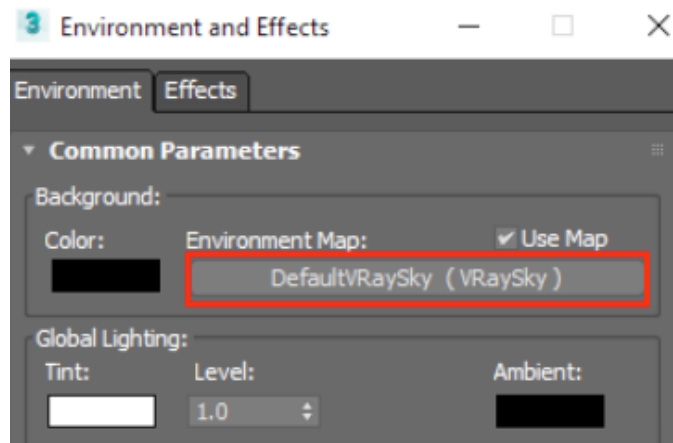 3 Environment and Effects
Environment Effects
Common Parameters
Background:
Color: Environment Map: Use Map
DefaultVRaySky ( VRaySky )
Global Lighting:
Tint: Level: Ambient:
1.0